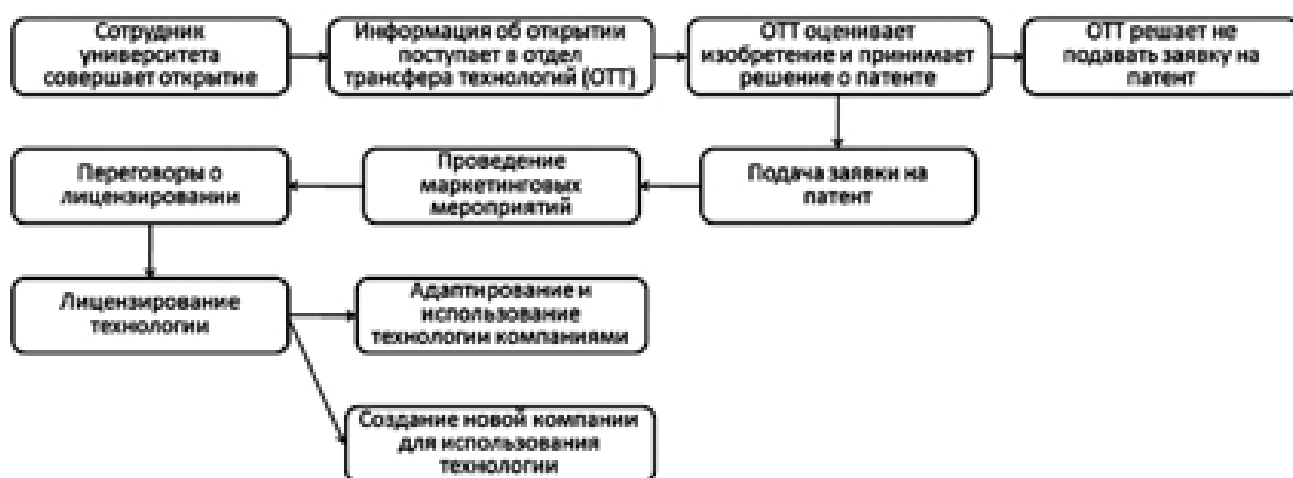 Сотрудник
университета
совершает открытие
Информация об открытии
поступает в отдел
трансфера технологий (ОТТ)
ОТТ оценивает
изобретение и принимает
решение о патенте
ОТТ решает не
подавать заявку на
патент
Переговоры о
лицензировании
Проведение
маркетинговых
мероприятий
Подача заявки на
патент
Лицензирование
технологии
Адаптирование и
использование
технологии компаниями
Создание новой компании
для использования
технологии